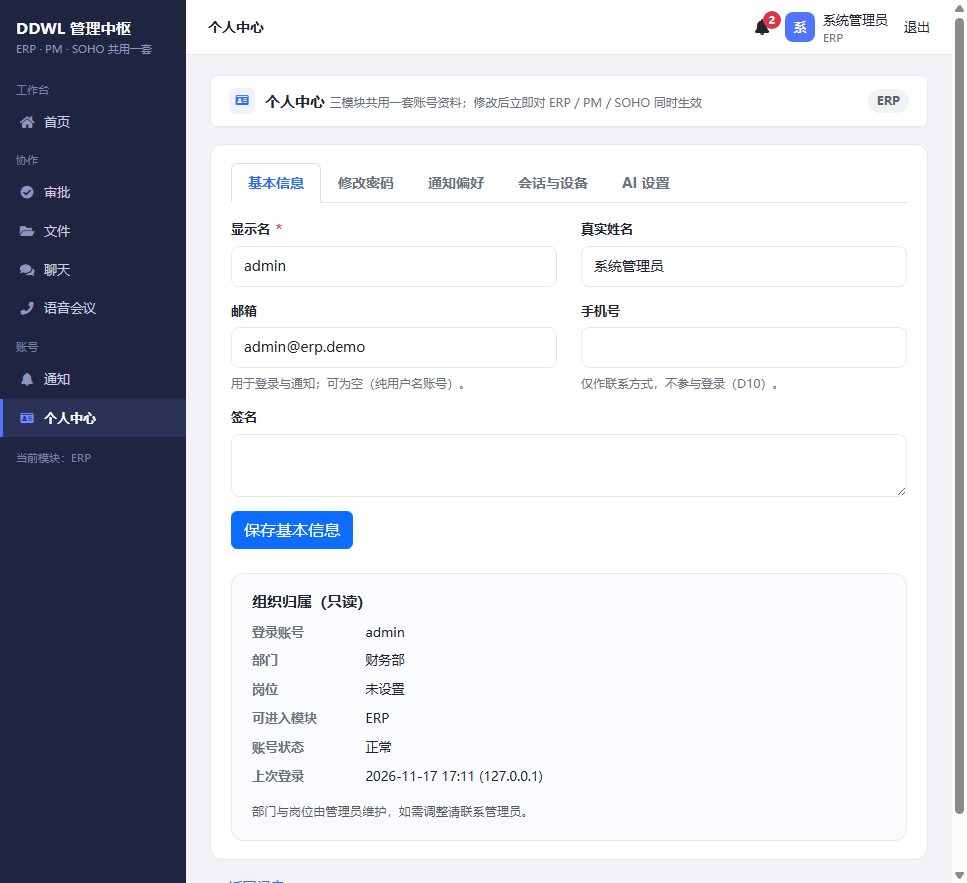 DDWL 管理中枢
ERP · PM · SOHO 共用一套
工作台
首页
协作
审批
文件
聊天
语音会议
账号
通知
个人中心
当前模块：ERP
个人中心
2
系
系统管理员
ERP
退出
个人中心 三模块共用一套账号资料；修改后立即对 ERP / PM / SOHO 同时生效
ERP
基本信息 修改密码 通知偏好 会话与设备 AI 设置
显示名 * 真实姓名
admin 系统管理员
邮箱 手机号
admin@erp.demo
用于登录与通知；可为空（纯用户名账号）。 仅作联系方式，不参与登录（D10）。
签名
保存基本信息
组织归属（只读）
登录账号 admin
部门 财务部
岗位 未设置
可进入模块 ERP
账号状态 正常
上次登录 2026-11-17 17:11 (127.0.0.1)
部门与岗位由管理员维护，如需调整请联系管理员。